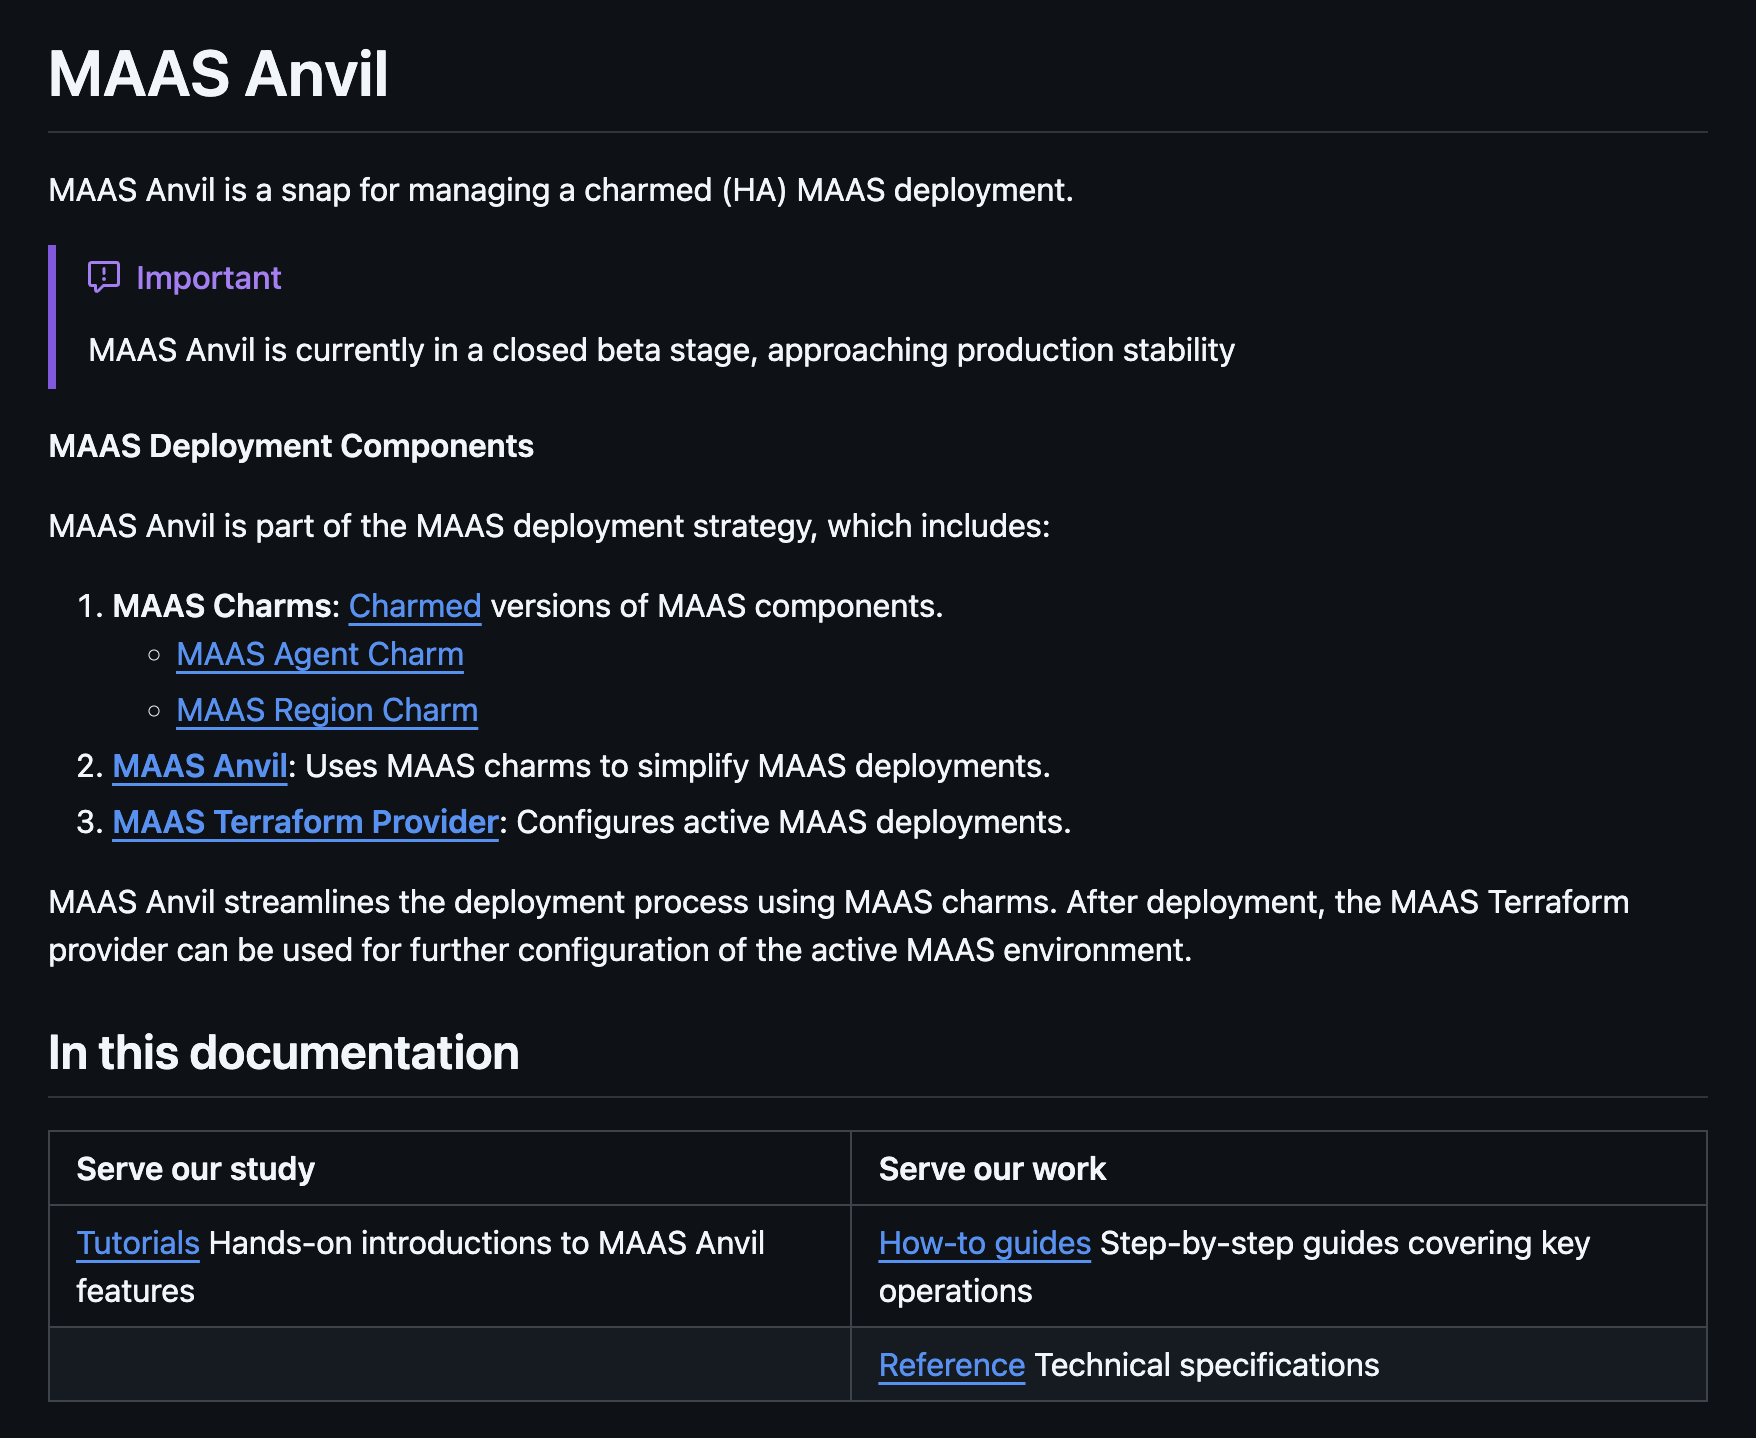 MAAS Anvil
MAAS Anvil is a snap for managing a charmed (HA) MAAS deployment.
Important
MAAS Anvil is currently in a closed beta stage, approaching production stability
MAAS Deployment Components
MAAS Anvil is part of the MAAS deployment strategy, which includes:
1. MAAS Charms: Charmed versions of MAAS components.
○ MAAS Agent Charm
○ MAAS Region Charm
2. MAAS Anvil: Uses MAAS charms to simplify MAAS deployments.
3. MAAS Terraform Provider: Configures active MAAS deployments.
MAAS Anvil streamlines the deployment process using MAAS charms. After deployment, the MAAS Terraform
provider can be used for further configuration of the active MAAS environment.
In this documentation
Serve our study
Serve our work
Tutorials Hands-on introductions to MAAS Anvil
features
How-to guides Step-by-step guides covering key
operations
Reference Technical specifications